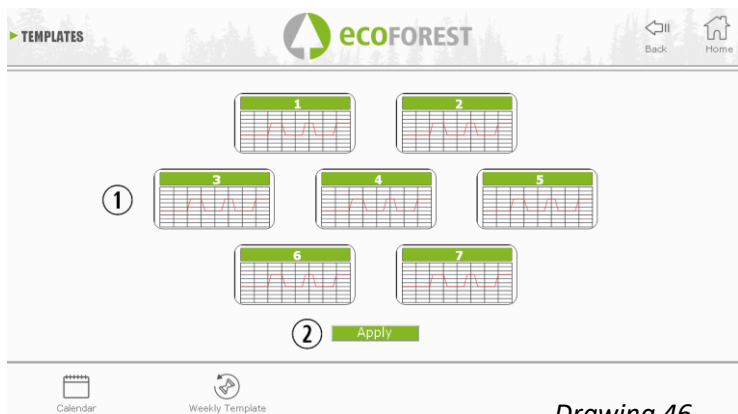 TEMPLATES
ecoFOREST
Back
Home
1
2
3
4
5
6
7
1
2
Apply
Calendar
Weekly Template
Drawing 46